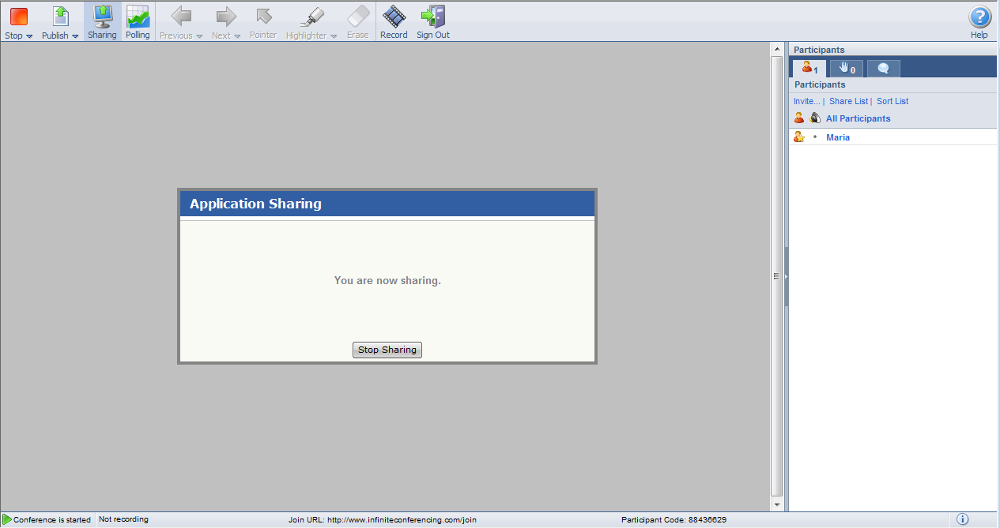 Stop Publish Sharing Polling Previous Next Pointer Highlighter Erase Record Sign Out Help
Participants
1 0
Participants
Invite... | Share List | Sort List
All Participants
Maria
Application Sharing
You are now sharing.
Stop Sharing
Conference is started Not recording Join URL: http://www.infiniteconferencing.com/join Participant Code: 88436629